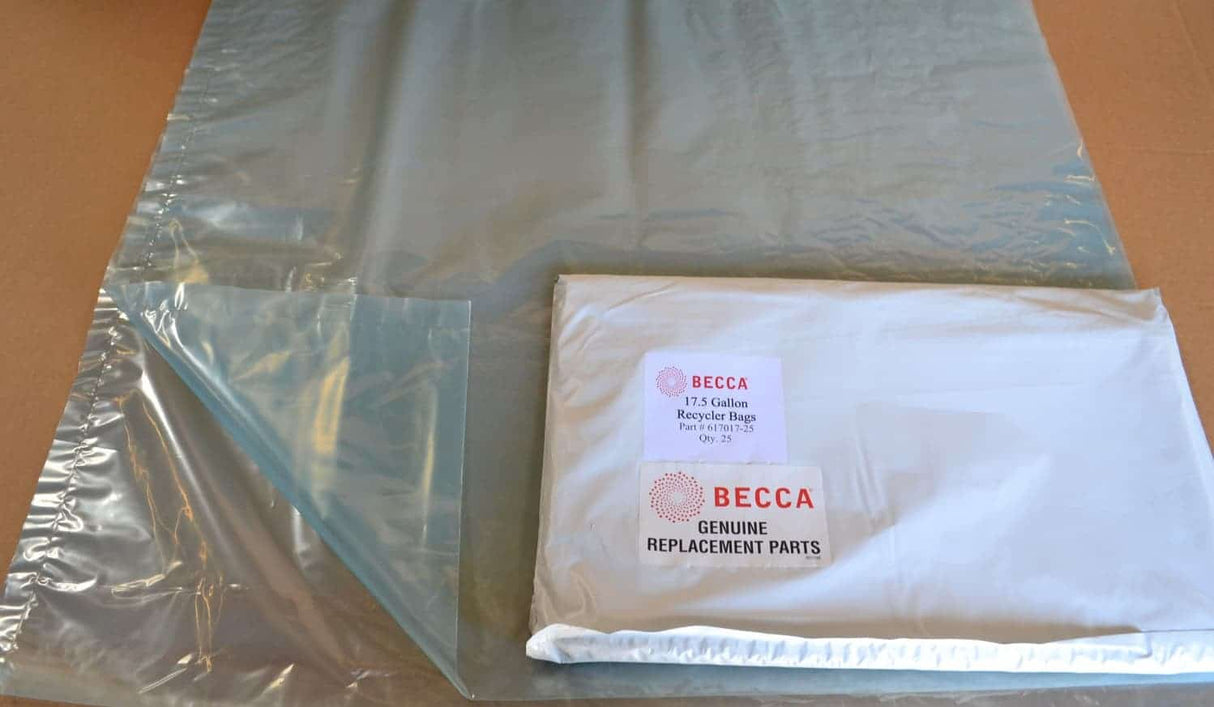 BECCA
17.5 Gallon
Recycler Bags
Part # 617017-25
Qty. 25
BECCA
GENUINE
REPLACEMENT PARTS